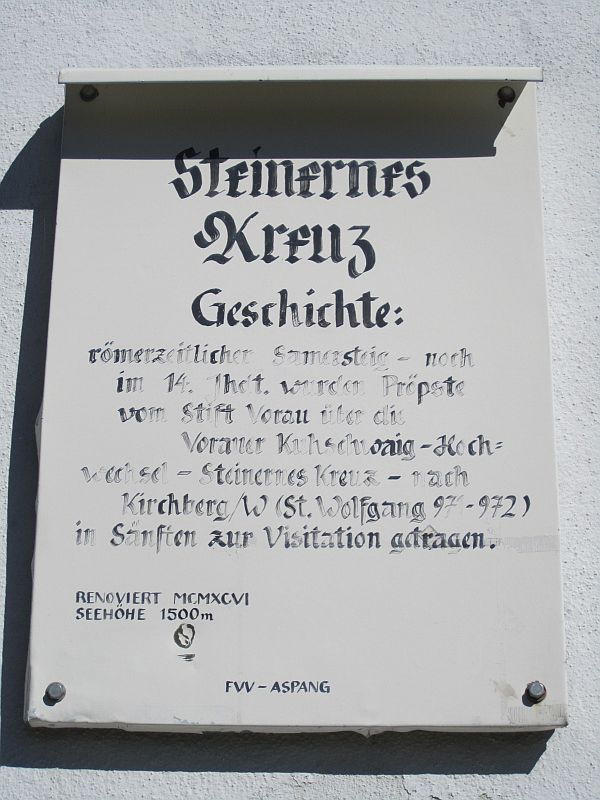 Steinernes
Kreuz
Geschichte:
römerzeitlicher Samersteig - noch
im 14. Jhdt. wurden Pröpste
vom Stift Vorau über die
Vorauer Kuhschwaig - Hoch=
wechsel - Steinernes Kreuz - nach
Kirchberg/W (St. Wolfgang 971-972)
in Sänften zur Visitation getragen.
RENOVIERT MCMXCVI
SEEHÖHE 1500m
FVV - ASPANG